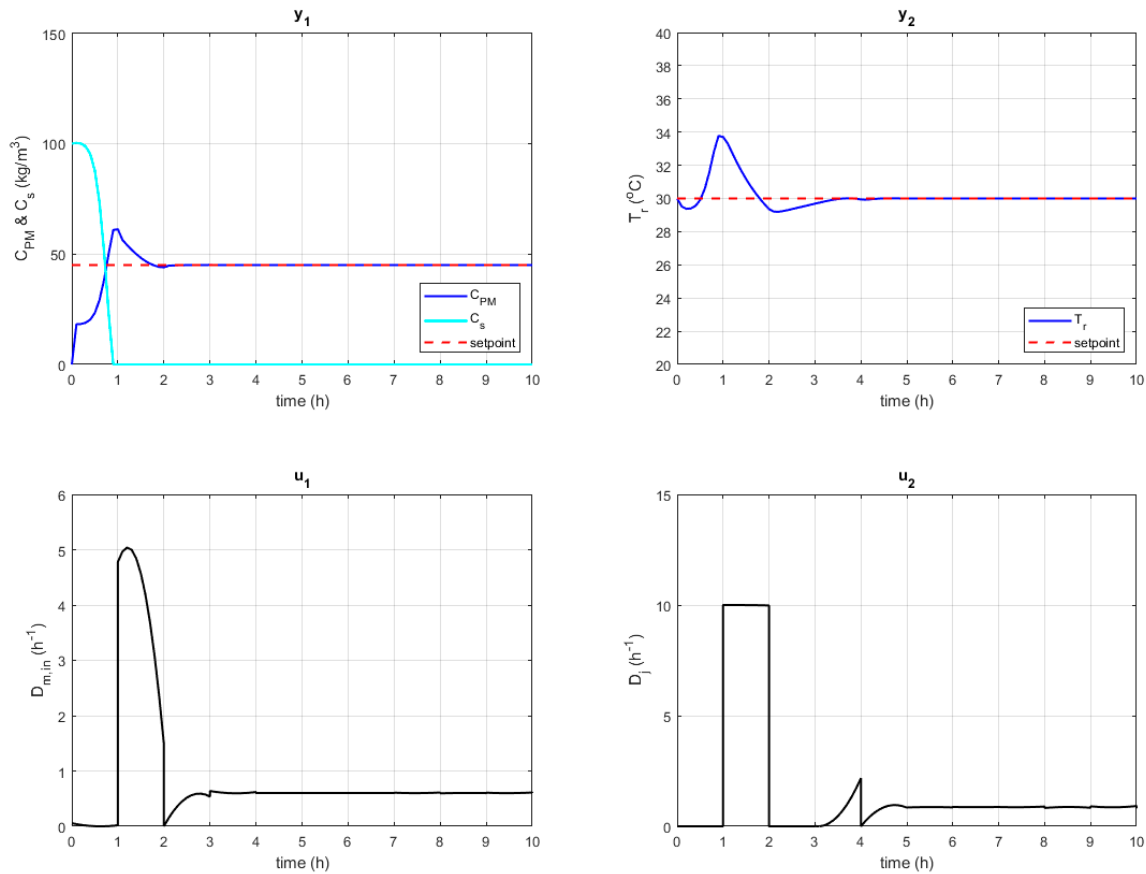 y1
150
100
50
0
C_PM & C_s (kg/m³)
C_PM
C_s
setpoint
0 1 2 3 4 5 6 7 8 9 10
time (h)
y2
40
38
36
34
32
30
28
26
24
22
20
T_r (°C)
T_r
setpoint
0 1 2 3 4 5 6 7 8 9 10
time (h)
u1
6
5
4
3
2
1
0
D_m,in (h⁻¹)
0 1 2 3 4 5 6 7 8 9 10
time (h)
u2
15
10
5
0
D_j (h⁻¹)
0 1 2 3 4 5 6 7 8 9 10
time (h)